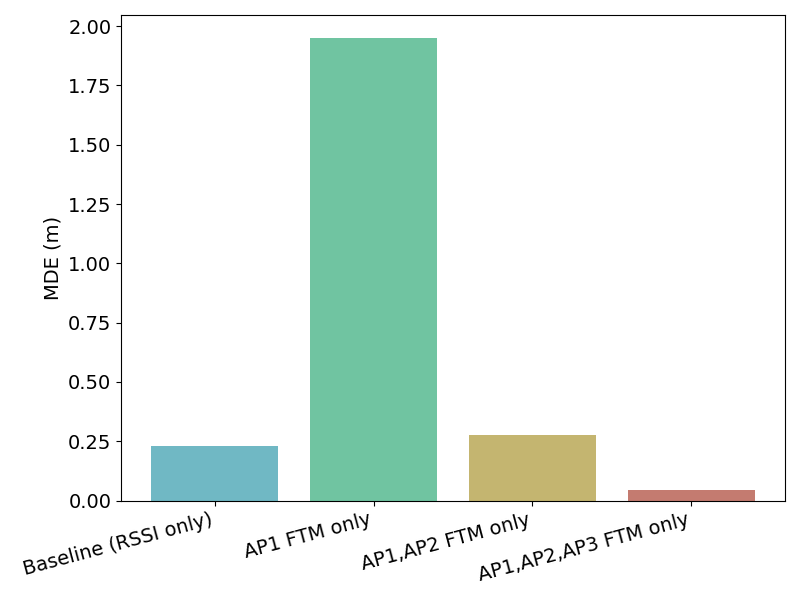 2.00
1.75
1.50
1.25
1.00
0.75
0.50
0.25
0.00
MDE (m)
Baseline (RSSI only)
AP1 FTM only
AP1,AP2 FTM only
AP1,AP2,AP3 FTM only